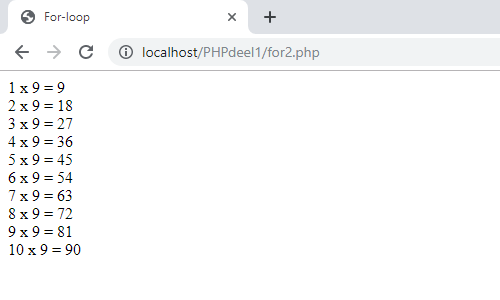 For-loop
localhost/PHPdeel1/for2.php
1 x 9 = 9
2 x 9 = 18
3 x 9 = 27
4 x 9 = 36
5 x 9 = 45
6 x 9 = 54
7 x 9 = 63
8 x 9 = 72
9 x 9 = 81
10 x 9 = 90